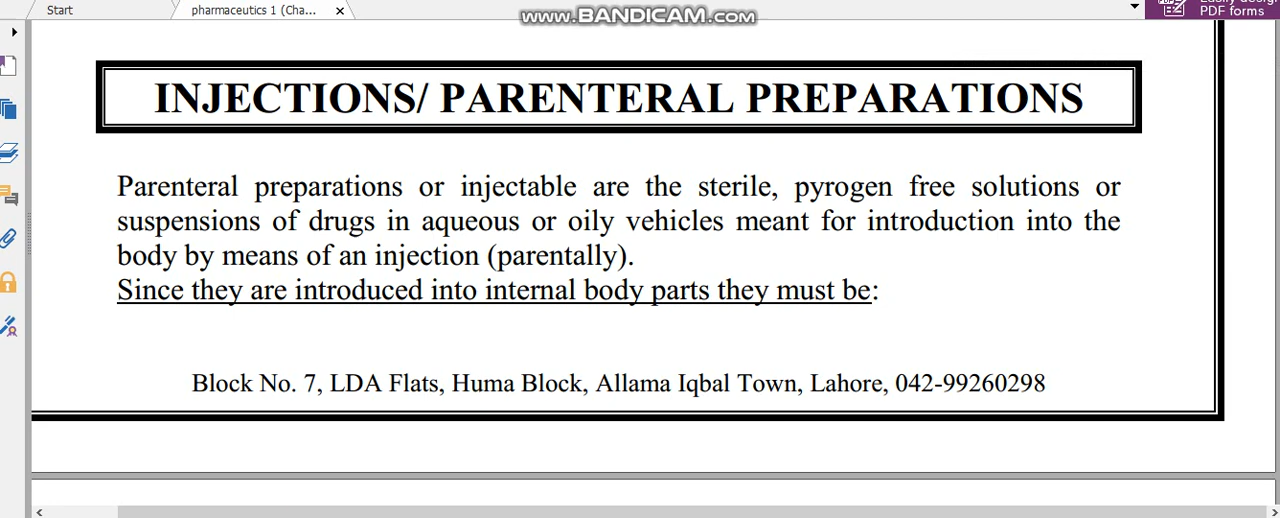 Start
pharmaceutics 1 (Cha...
www.BANDICAM.com
PDF forms
INJECTIONS/ PARENTERAL PREPARATIONS
Parenteral preparations or injectable are the sterile, pyrogen free solutions or
suspensions of drugs in aqueous or oily vehicles meant for introduction into the
body by means of an injection (parentally).
Since they are introduced into internal body parts they must be:
Block No. 7, LDA Flats, Huma Block, Allama Iqbal Town, Lahore, 042-99260298